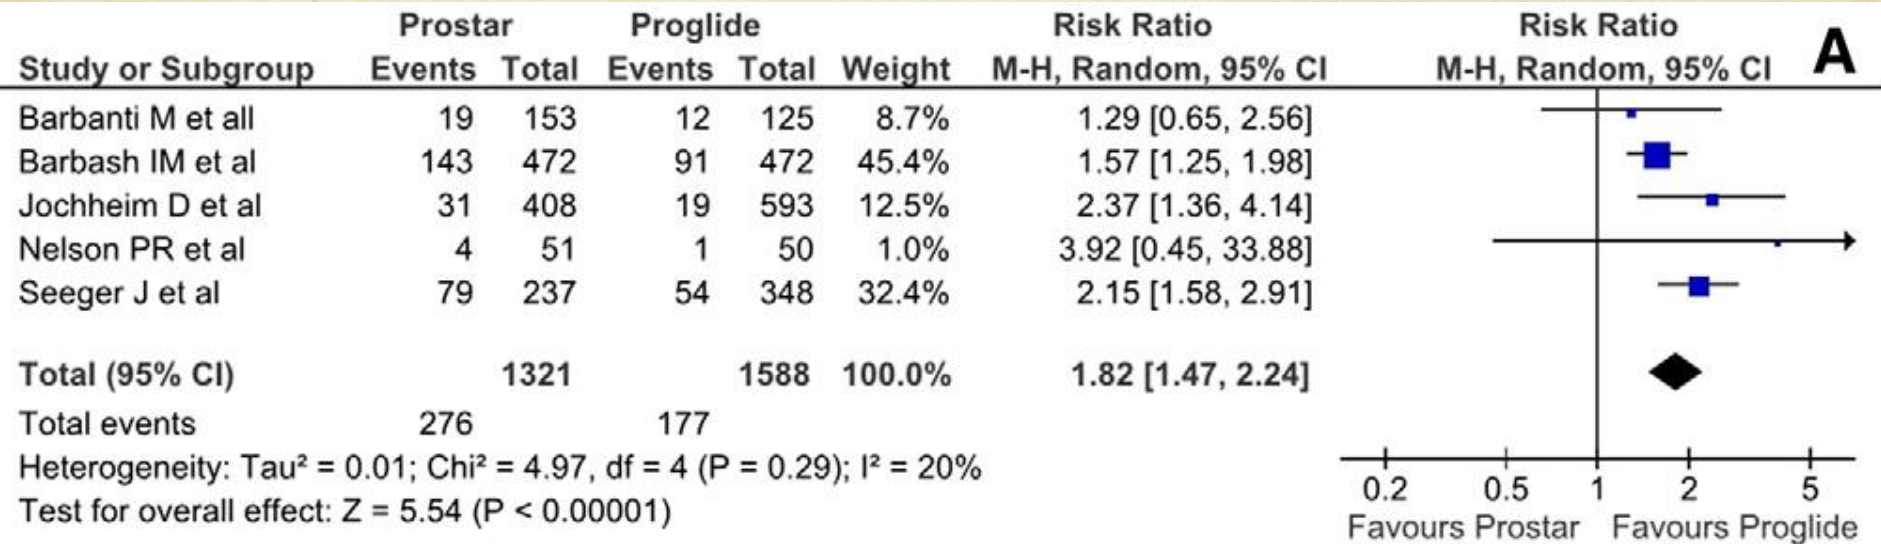 Prostar Proglide Risk Ratio Risk Ratio A
Study or Subgroup Events Total Events Total Weight M-H, Random, 95% CI M-H, Random, 95% CI
Barbanti M et all 19 153 12 125 8.7% 1.29 [0.65, 2.56]
Barbash IM et al 143 472 91 472 45.4% 1.57 [1.25, 1.98]
Jochheim D et al 31 408 19 593 12.5% 2.37 [1.36, 4.14]
Nelson PR et al 4 51 1 50 1.0% 3.92 [0.45, 33.88]
Seeger J et al 79 237 54 348 32.4% 2.15 [1.58, 2.91]
Total (95% CI) 1321 1588 100.0% 1.82 [1.47, 2.24]
Total events 276 177
Heterogeneity: Tau² = 0.01; Chi² = 4.97, df = 4 (P = 0.29); I² = 20%
Test for overall effect: Z = 5.54 (P < 0.00001)
0.2 0.5 1 2 5
Favours Prostar Favours Proglide